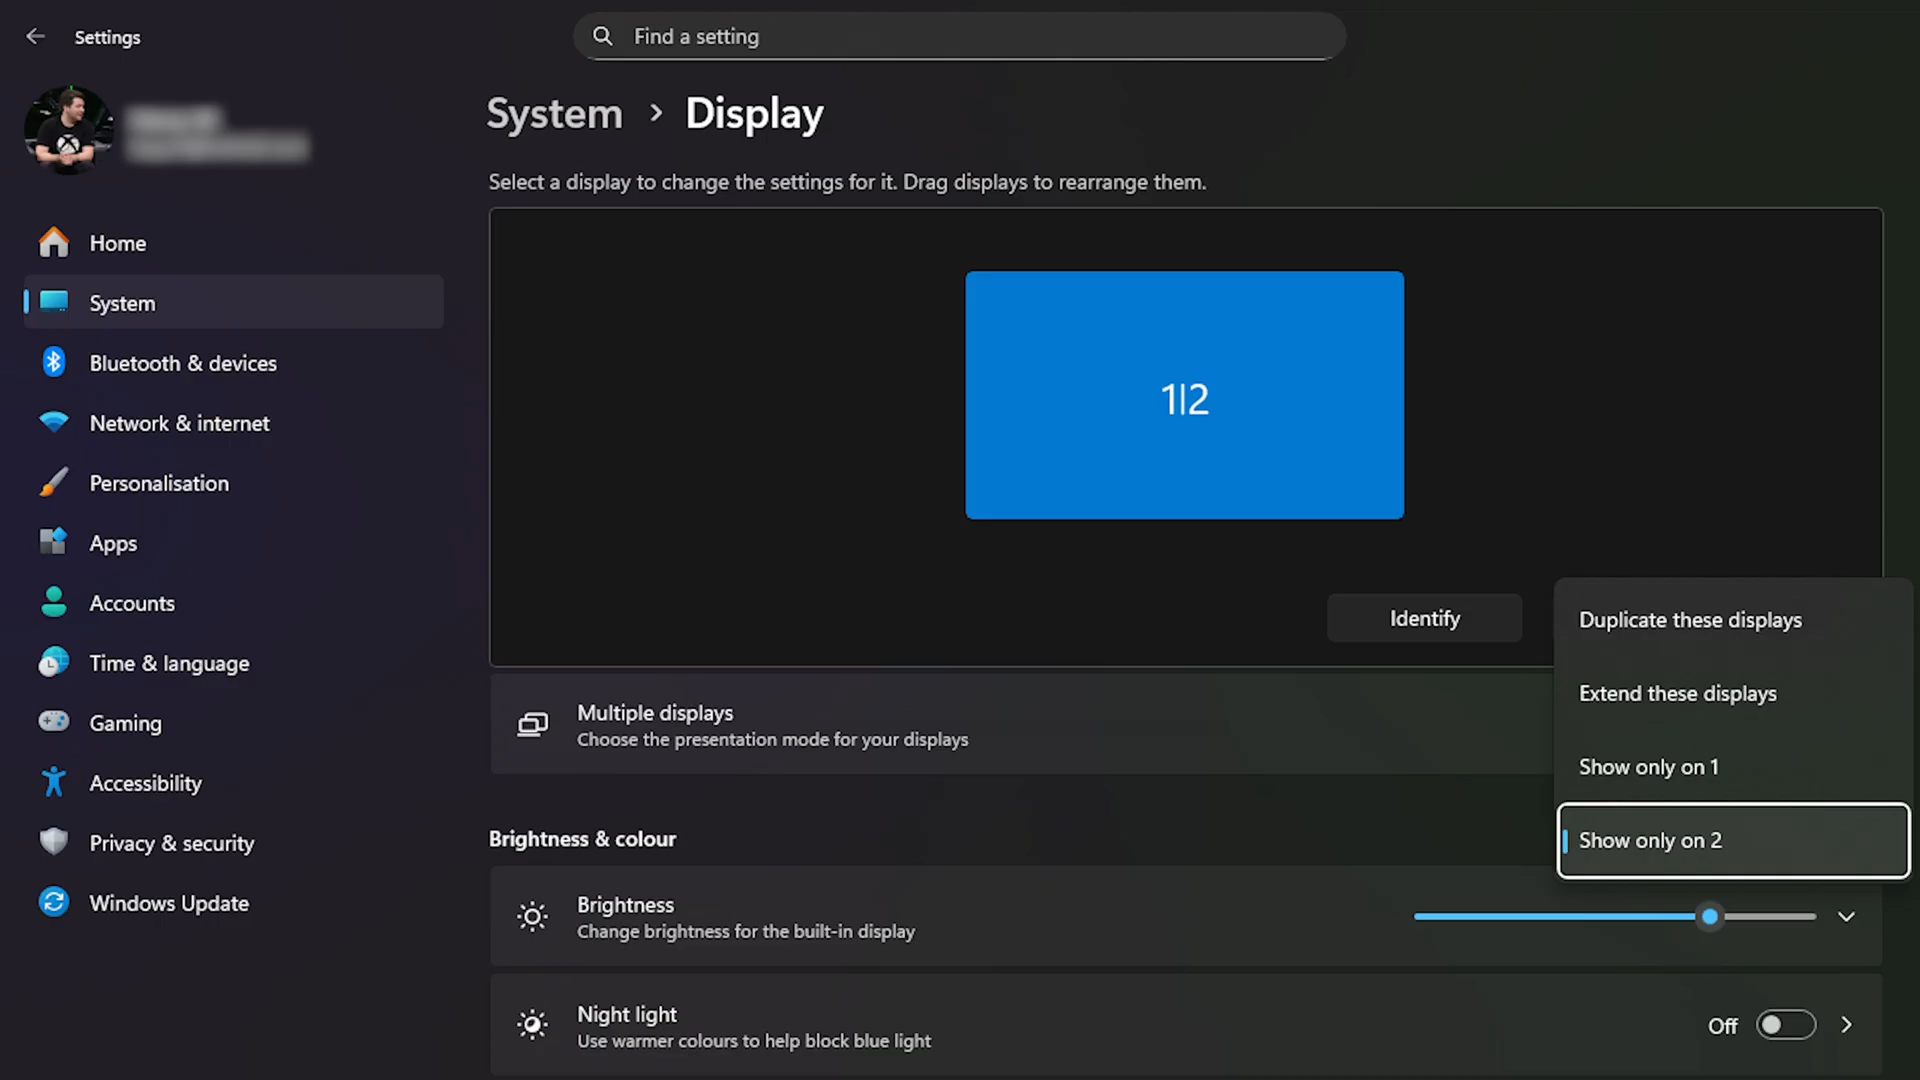 Settings
Find a setting
System > Display
Select a display to change the settings for it. Drag displays to rearrange them.
Home
System
Bluetooth & devices
Network & internet
Personalisation
Apps
Accounts
Time & language
Gaming
Accessibility
Privacy & security
Windows Update
1|2
Identify
Duplicate these displays
Extend these displays
Show only on 1
Show only on 2
Multiple displays
Choose the presentation mode for your displays
Brightness & colour
Brightness
Change brightness for the built-in display
Night light
Use warmer colours to help block blue light
Off